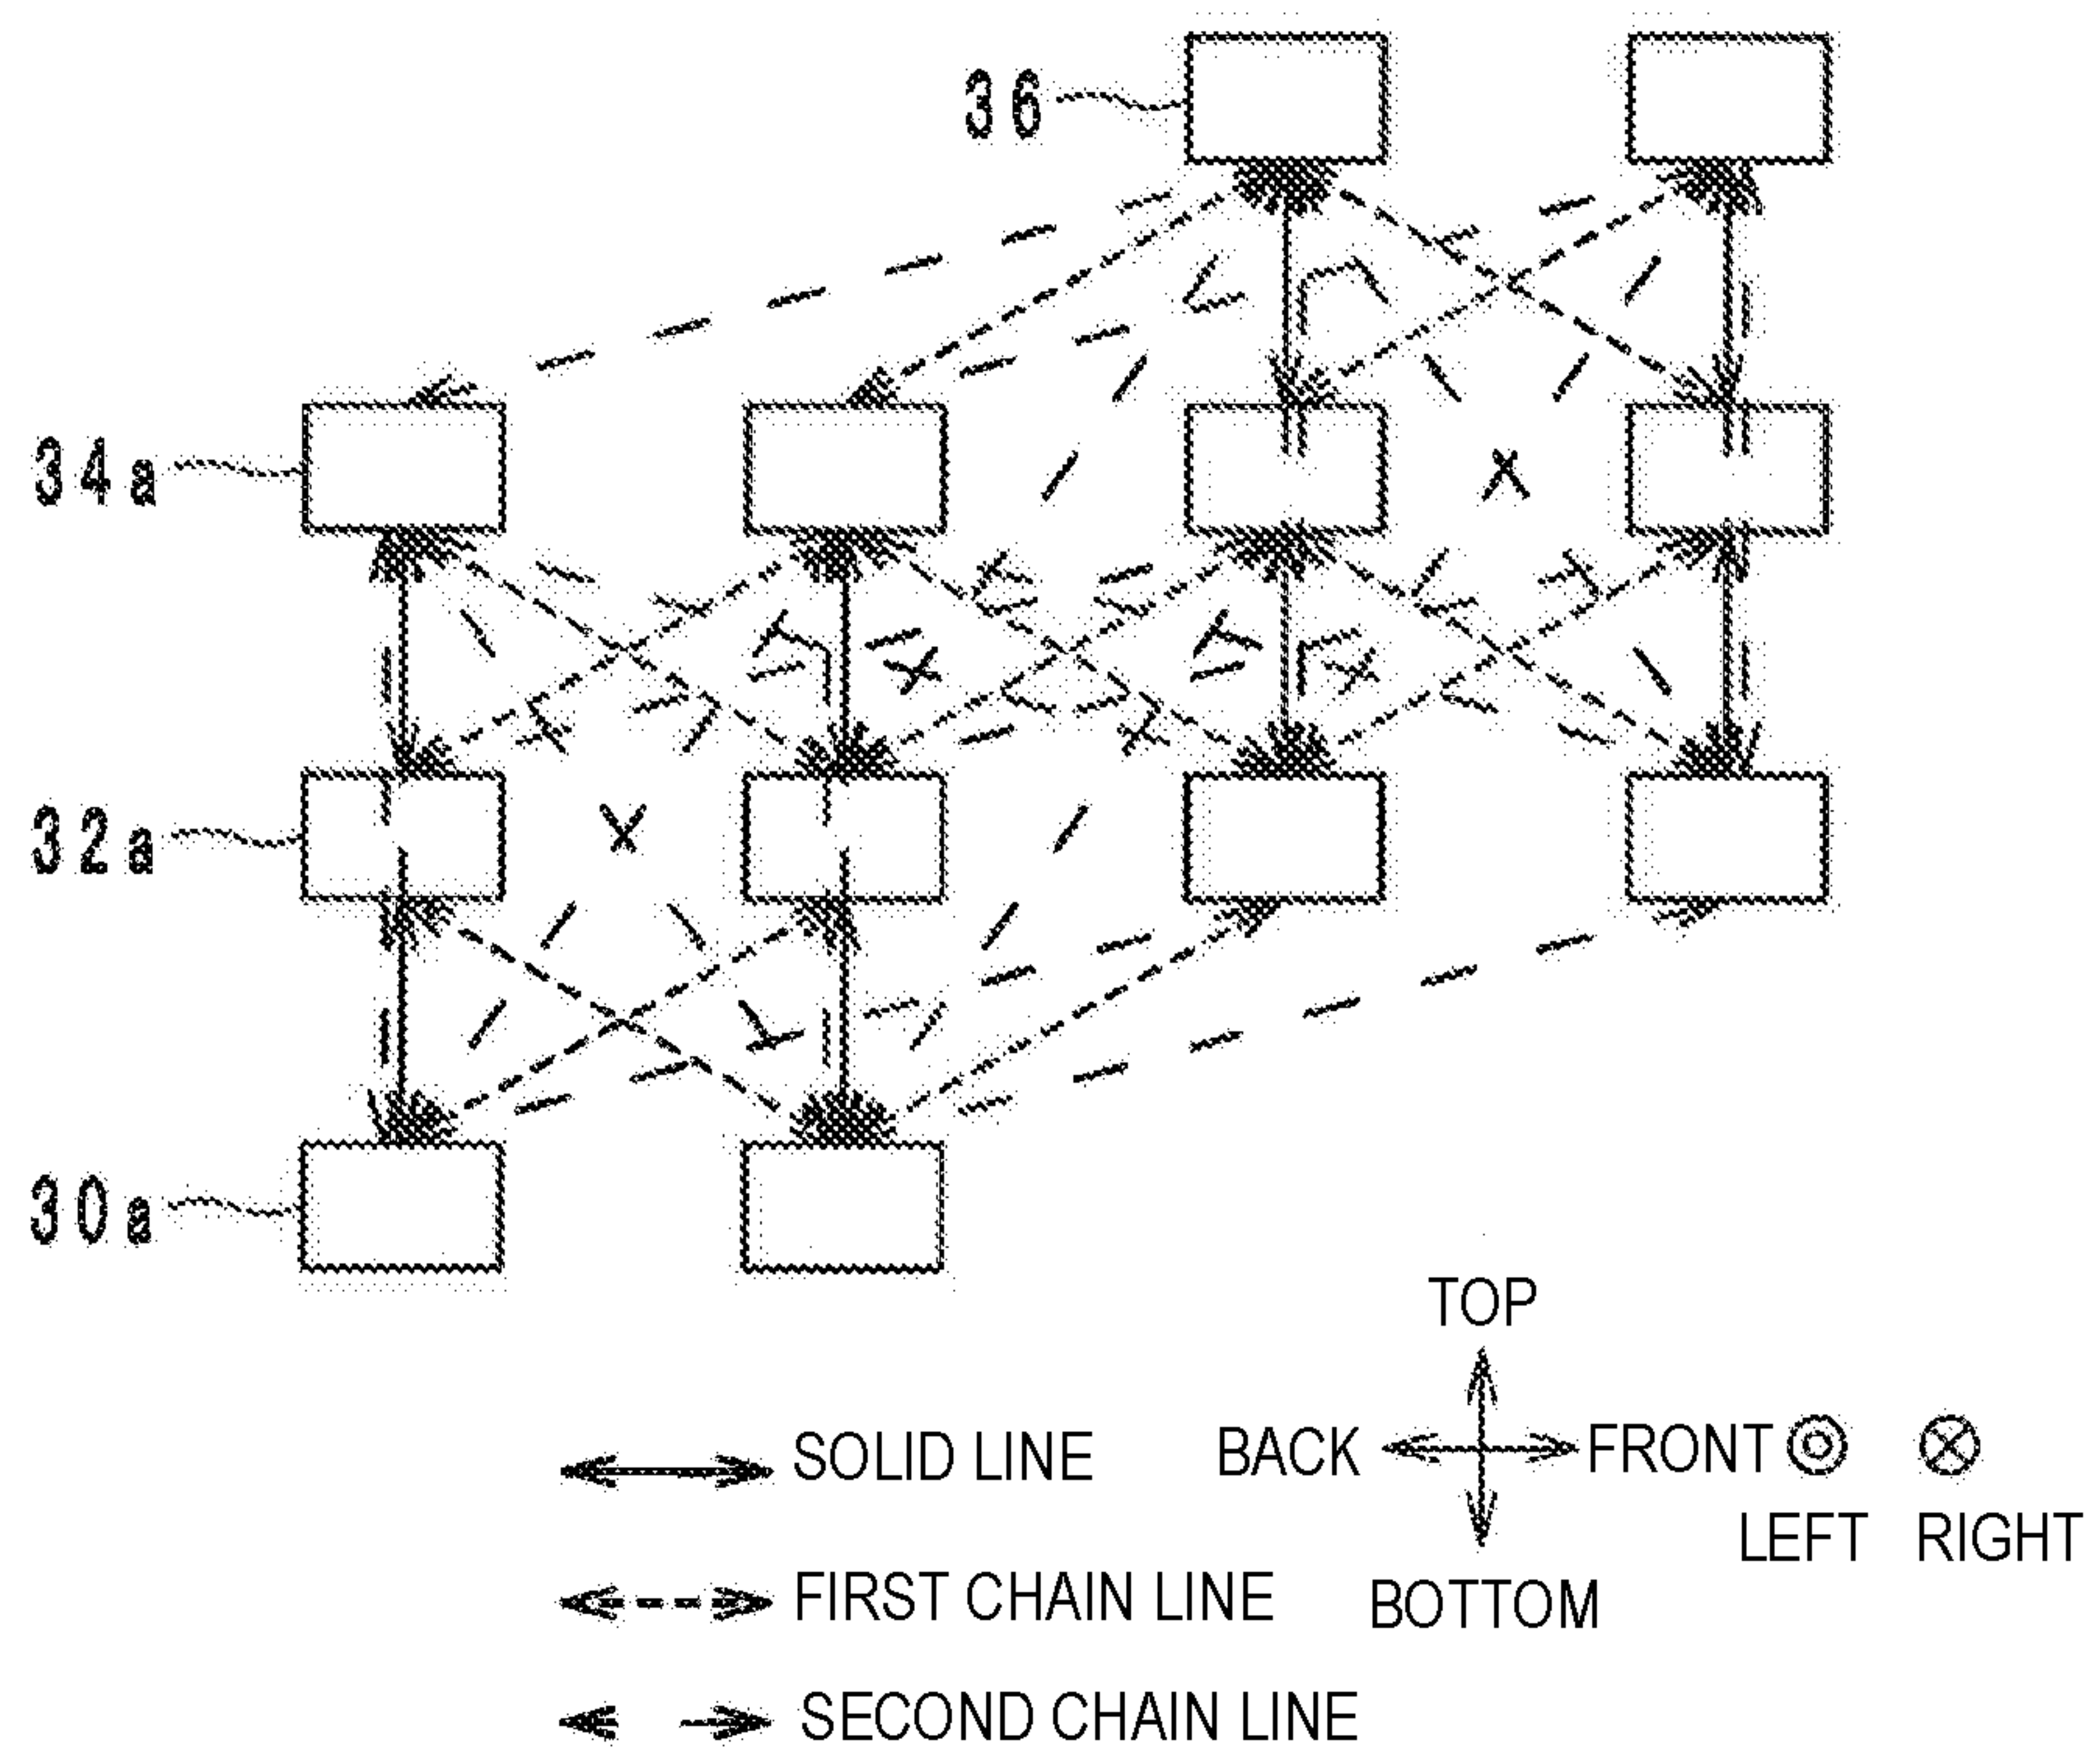 36
34a
32a
30a
TOP
BACK
FRONT
LEFT RIGHT
BOTTOM
SOLID LINE
FIRST CHAIN LINE
SECOND CHAIN LINE